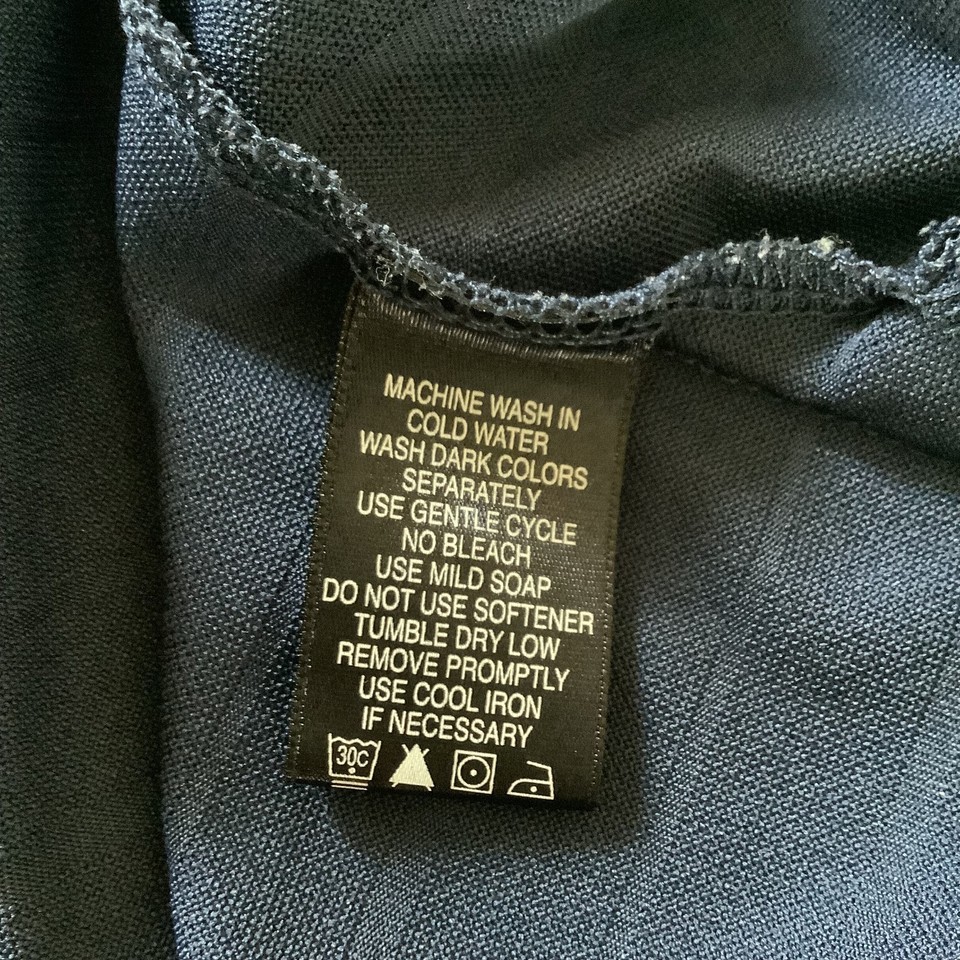 MACHINE WASH IN
COLD WATER
WASH DARK COLORS
SEPARATELY
USE GENTLE CYCLE
NO BLEACH
USE MILD SOAP
DO NOT USE SOFTENER
TUMBLE DRY LOW
REMOVE PROMPTLY
USE COOL IRON
IF NECESSARY
30C